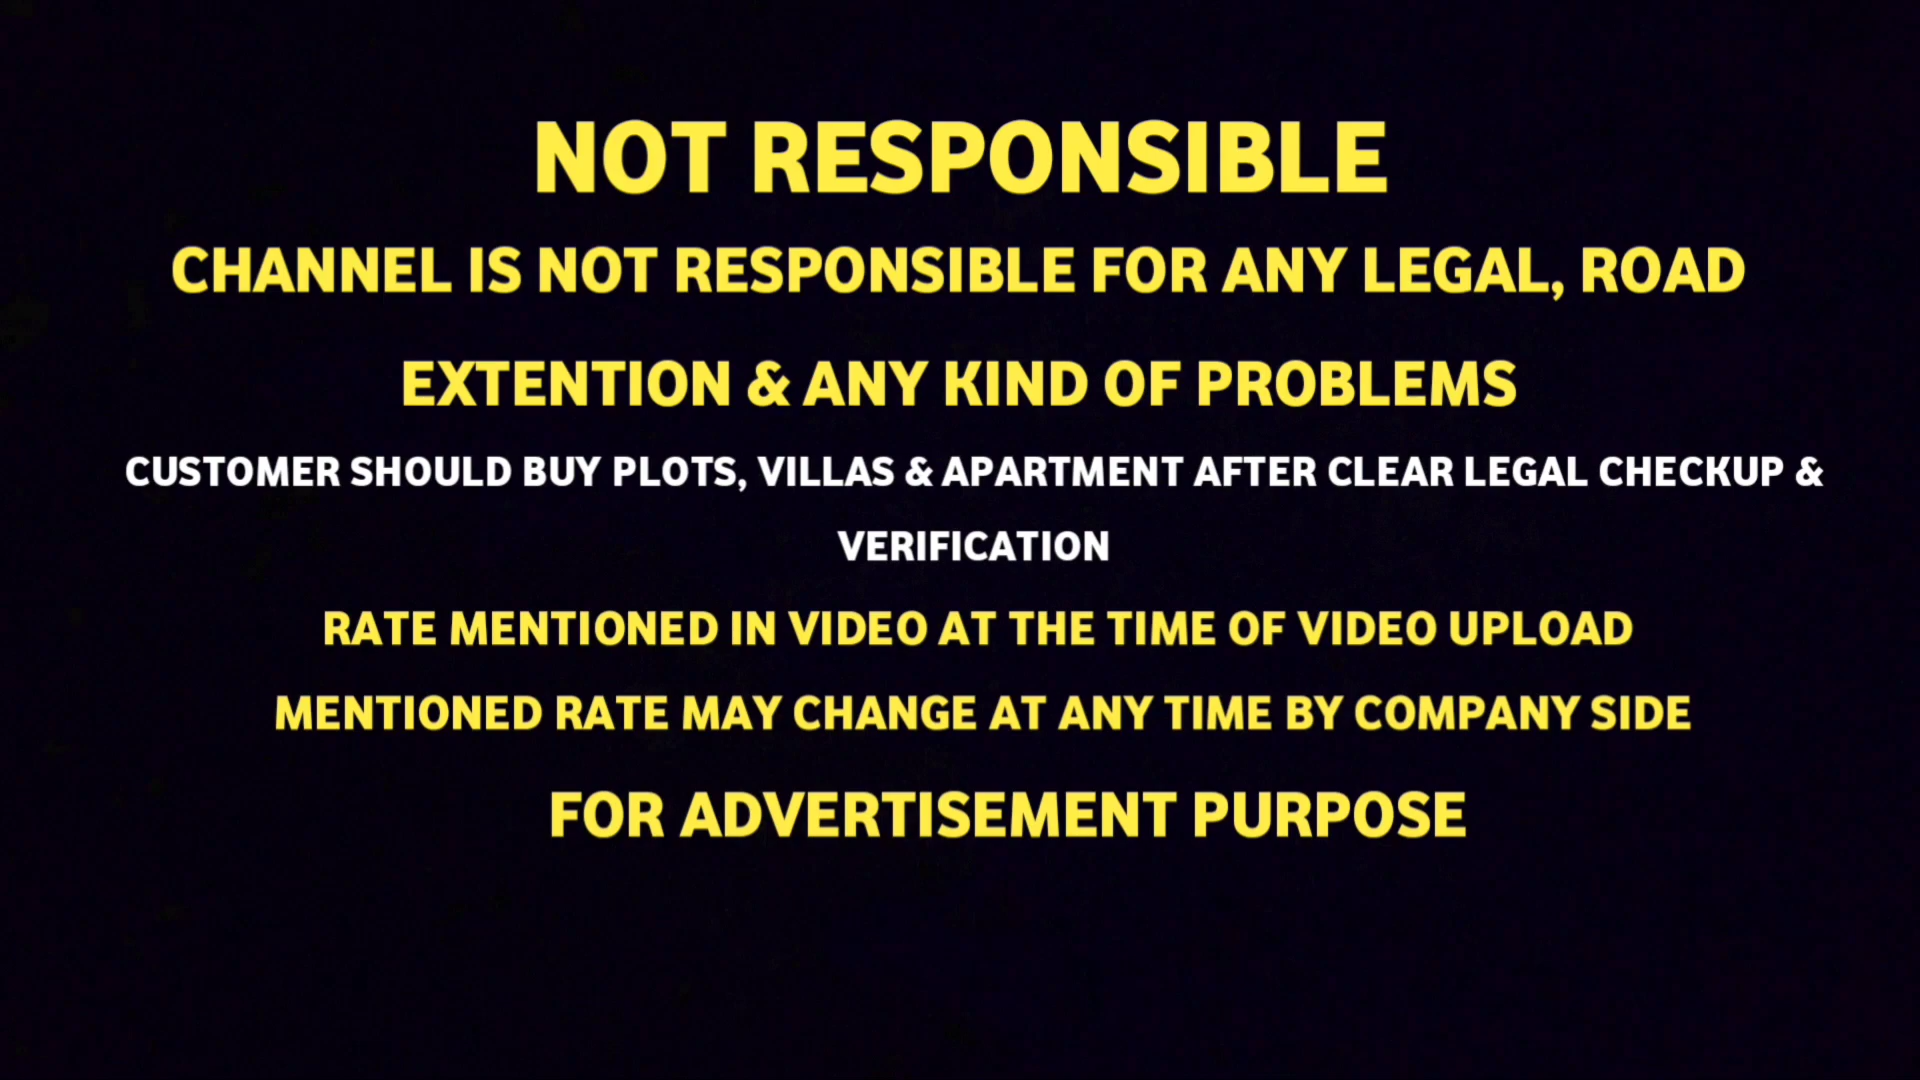 NOT RESPONSIBLE
CHANNEL IS NOT RESPONSIBLE FOR ANY LEGAL, ROAD
EXTENTION & ANY KIND OF PROBLEMS
CUSTOMER SHOULD BUY PLOTS, VILLAS & APARTMENT AFTER CLEAR LEGAL CHECKUP &
VERIFICATION
RATE MENTIONED IN VIDEO AT THE TIME OF VIDEO UPLOAD
MENTIONED RATE MAY CHANGE AT ANY TIME BY COMPANY SIDE
FOR ADVERTISEMENT PURPOSE